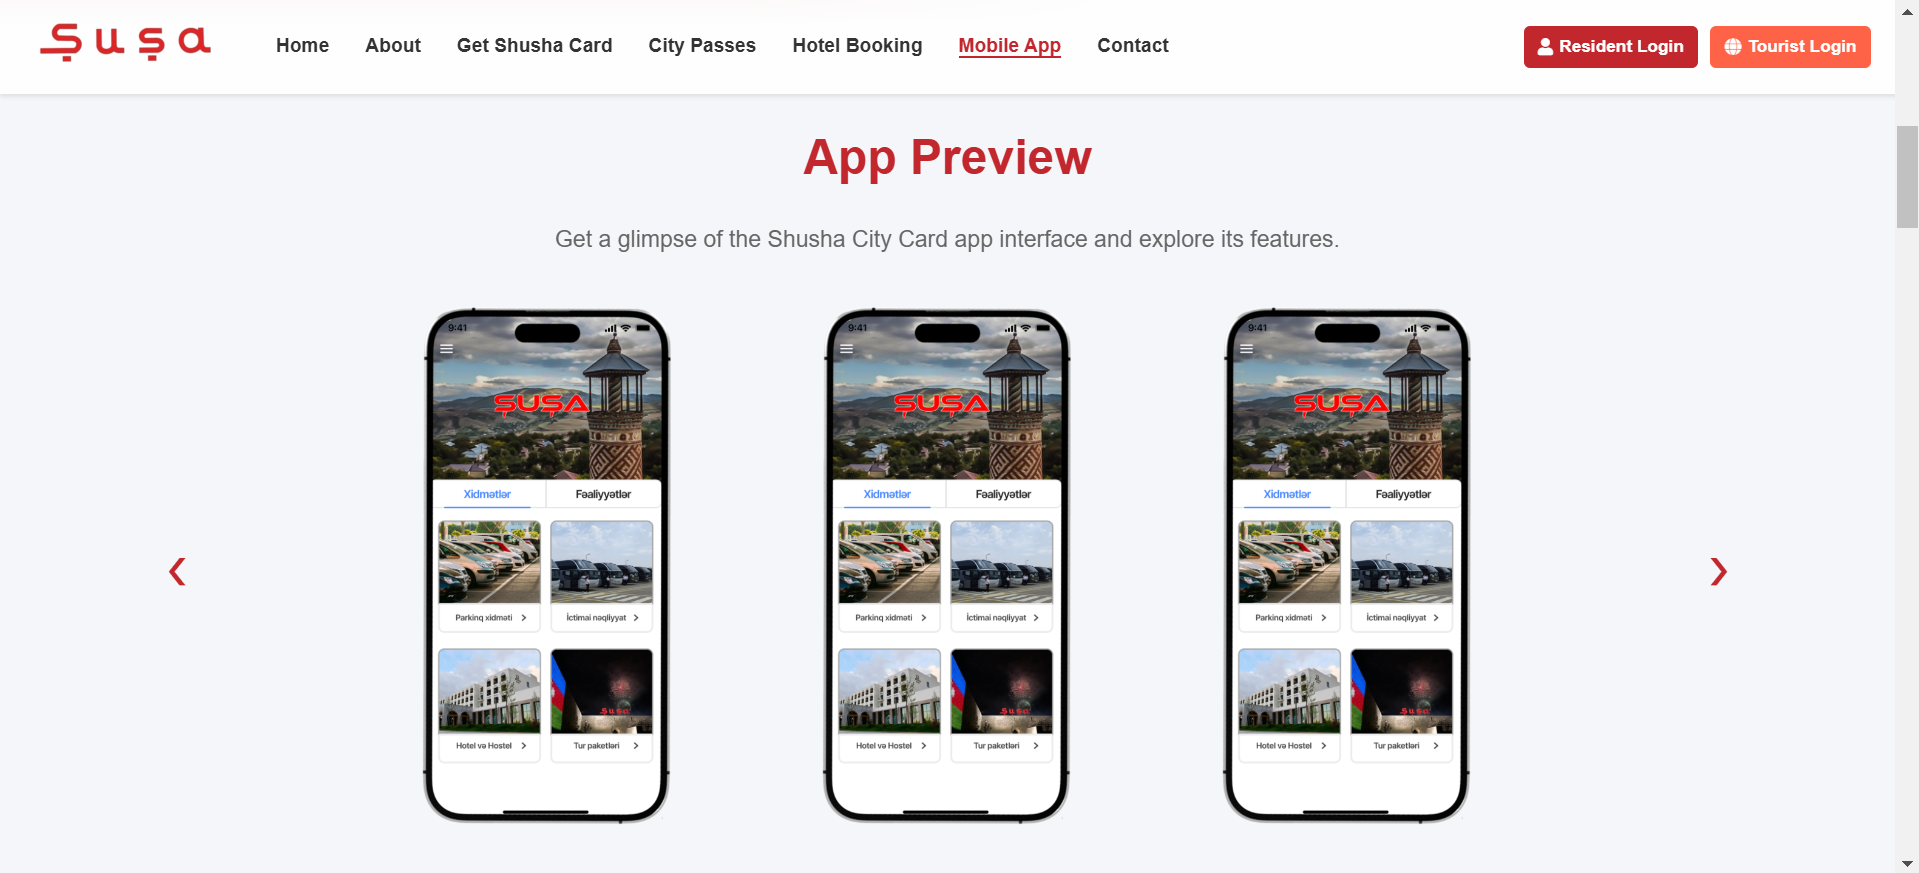 Şuşa
Home About Get Shusha Card City Passes Hotel Booking Mobile App Contact
Resident Login Tourist Login
App Preview
Get a glimpse of the Shusha City Card app interface and explore its features.
9:41 9:41 9:41
ŞUŞA ŞUŞA ŞUŞA
Xidmətlər Fəaliyyətlər Xidmətlər Fəaliyyətlər Xidmətlər Fəaliyyətlər
Parkinq xidməti İctimai nəqliyyat Parkinq xidməti İctimai nəqliyyat Parkinq xidməti İctimai nəqliyyat
Şuşa Şuşa Şuşa
Hotel və Hostel Tur paketləri Hotel və Hostel Tur paketləri Hotel və Hostel Tur paketləri